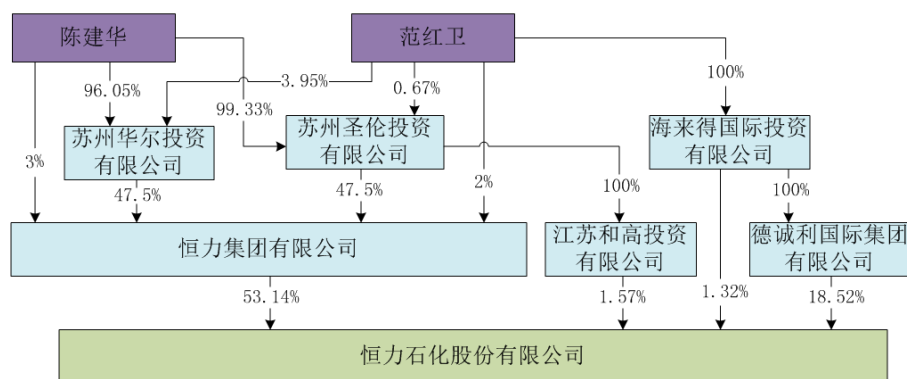 陈建华
范红卫
3.95%
0.67%
100%
96.05%
99.33%
苏州华尔投资
有限公司
苏州圣伦投资
有限公司
海来得国际投资
有限公司
3%
47.5%
47.5%
2%
100%
100%
恒力集团有限公司
江苏和高投资
有限公司
德诚利国际集团
有限公司
53.14%
1.57%
1.32%
18.52%
恒力石化股份有限公司